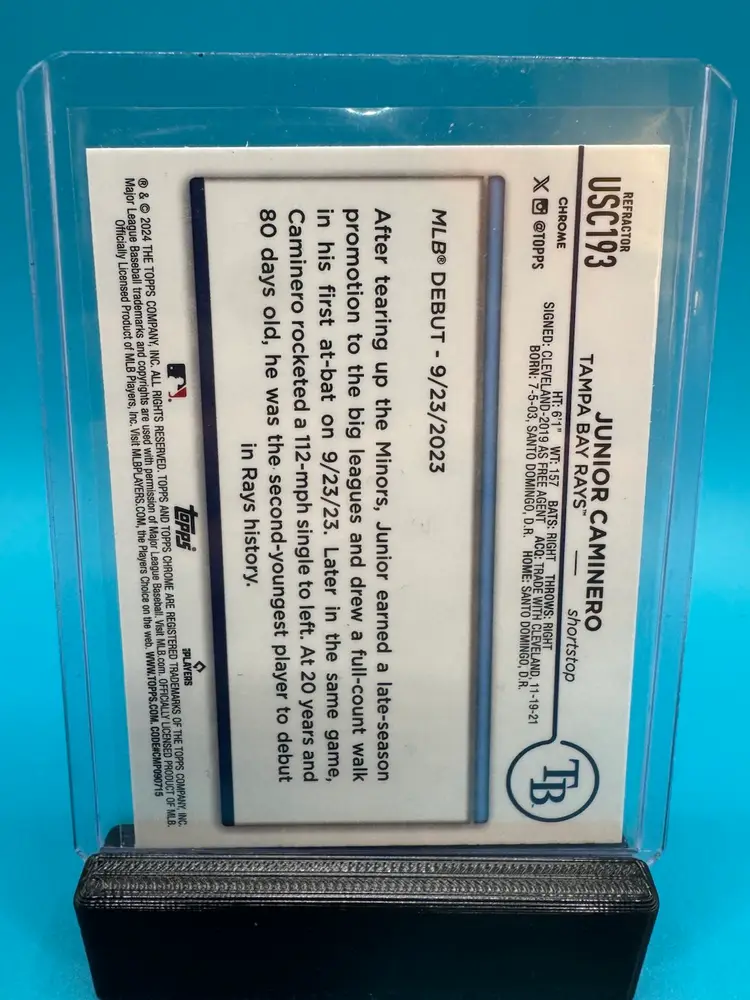 REFRACTOR
USC193
CHROME
X @TOPPS
JUNIOR CAMINERO
TAMPA BAY RAYS™ — shortstop
HT: 6'1" WT: 157 BATS: RIGHT THROWS: RIGHT
SIGNED: CLEVELAND-2019 AS FREE AGENT ACQ: TRADE WITH CLEVELAND, 11-19-21
BORN: 7-5-03, SANTO DOMINGO, D.R. HOME: SANTO DOMINGO, D.R.
TB
MLB® DEBUT - 9/23/2023
After tearing up the Minors, Junior earned a late-season
promotion to the big leagues and drew a full-count walk
in his first at-bat on 9/23/23. Later in the same game,
Caminero rocketed a 112-mph single to left. At 20 years and
80 days old, he was the second-youngest player to debut
in Rays history.
topps
PLAYERS
® & © 2024 THE TOPPS COMPANY, INC. ALL RIGHTS RESERVED. TOPPS AND TOPPS CHROME ARE REGISTERED TRADEMARKS OF THE TOPPS COMPANY, INC.
Major League Baseball trademarks and copyrights are used with permission of Major League Baseball. Visit MLB.com. OFFICIALLY LICENSED PRODUCT OF MLB.
Officially Licensed Product of MLB Players, Inc. Visit MLBPLAYERS.COM, the Players Choice on the web. WWW.TOPPS.COM. CODE#CMP090715